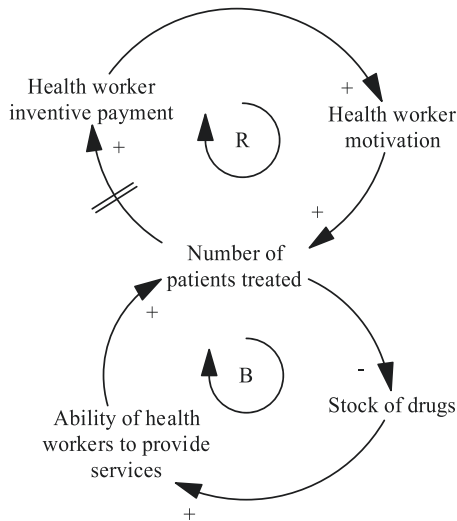 Health worker
inventive payment
+
+
Health worker
motivation
R
+
Number of
patients treated
+
B
-
Stock of drugs
Ability of health
workers to provide
services
+